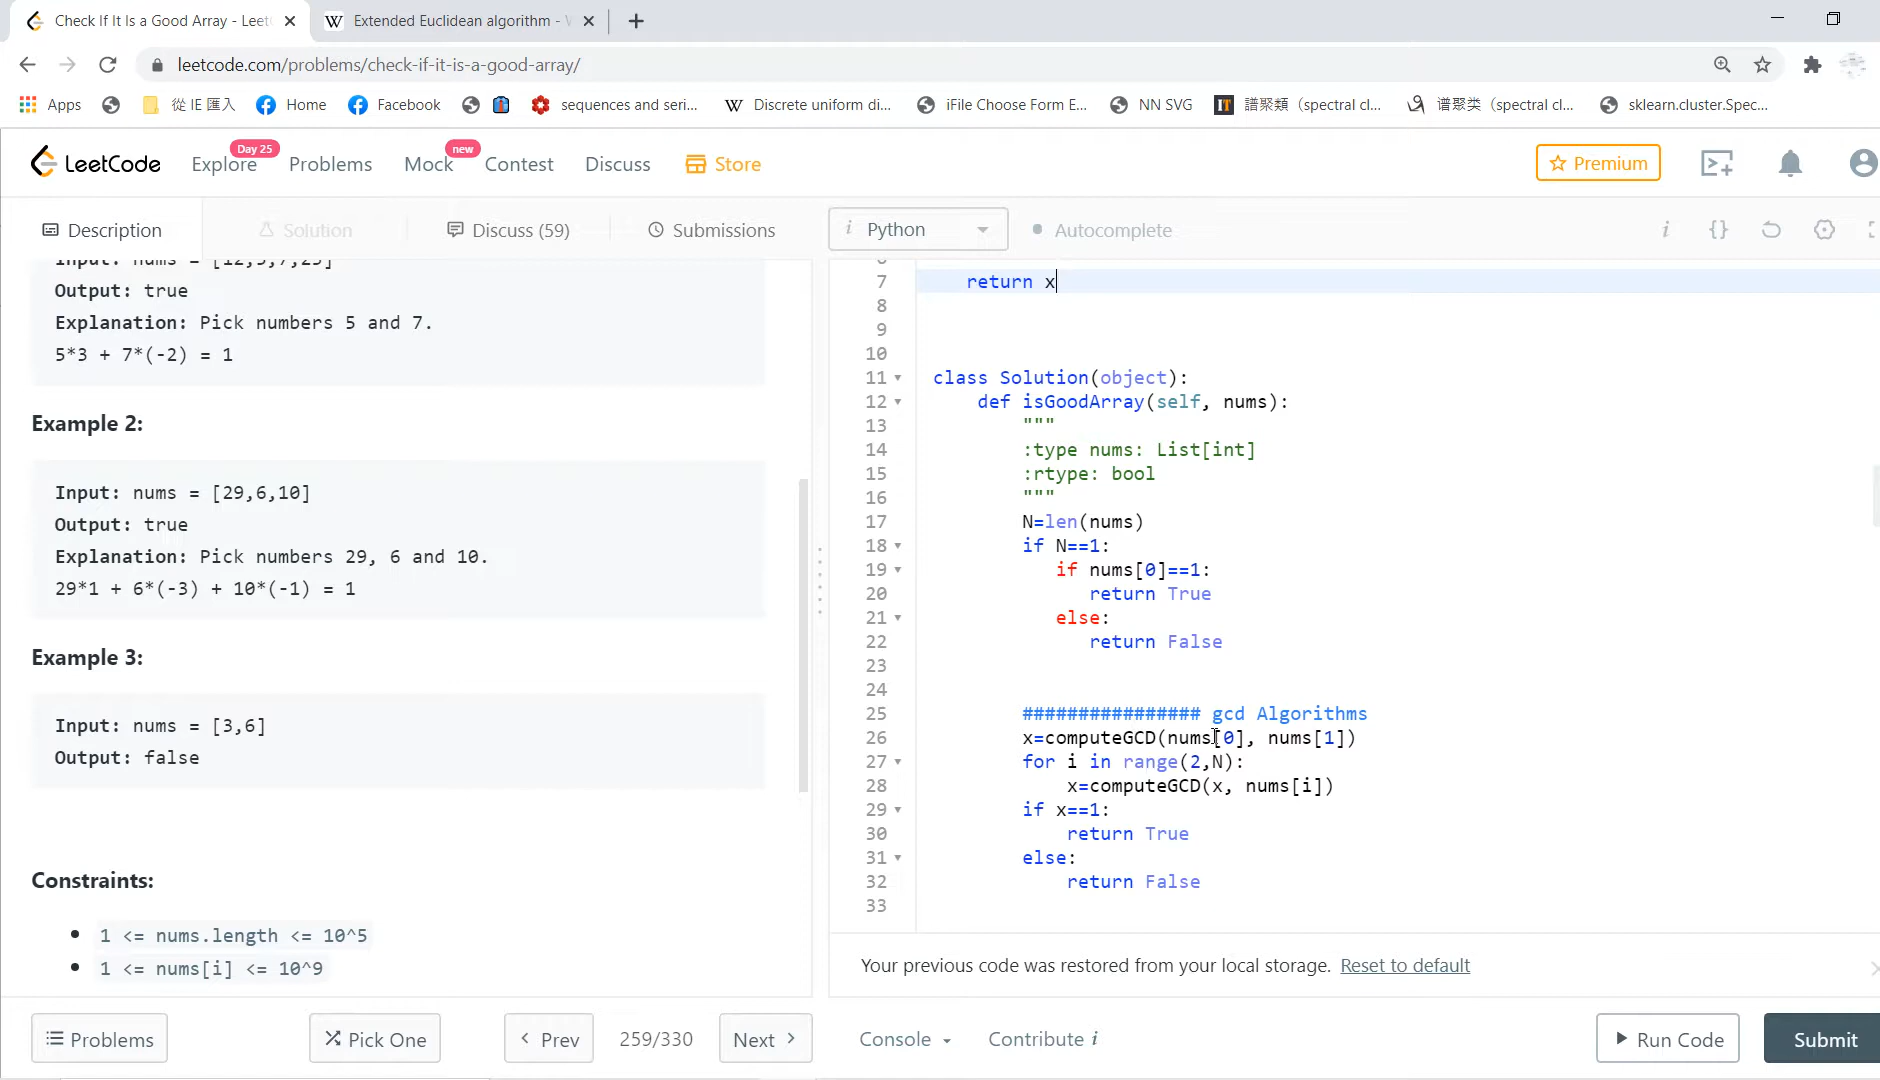 Check If It Is a Good Array - Leet
Extended Euclidean algorithm -
leetcode.com/problems/check-if-it-is-a-good-array/
Apps
從 IE 匯入
Home
Facebook
sequences and seri...
Discrete uniform di...
iFile Choose Form E...
NN SVG
譜聚類（spectral cl...
谱聚类（spectral cl...
sklearn.cluster.Spec...
LeetCode
Explore
Day 25
Problems
Mock
new
Contest
Discuss
Store
Premium
Description
Solution
Discuss (59)
Submissions
i Python
Autocomplete
i {}
Input: nums = [12,5,7,23]
Output: true
Explanation: Pick numbers 5 and 7.
5*3 + 7*(-2) = 1
Example 2:
Input: nums = [29,6,10]
Output: true
Explanation: Pick numbers 29, 6 and 10.
29*1 + 6*(-3) + 10*(-1) = 1
Example 3:
Input: nums = [3,6]
Output: false
Constraints:
1 <= nums.length <= 10^5
1 <= nums[i] <= 10^9
6
7 return x
8
9
10
11 class Solution(object):
12 def isGoodArray(self, nums):
13 """
14 :type nums: List[int]
15 :rtype: bool
16 """
17 N=len(nums)
18 if N==1:
19 if nums[0]==1:
20 return True
21 else:
22 return False
23
24
25 ################ gcd Algorithms
26 x=computeGCD(nums[0], nums[1])
27 for i in range(2,N):
28 x=computeGCD(x, nums[i])
29 if x==1:
30 return True
31 else:
32 return False
33
Your previous code was restored from your local storage. Reset to default
Problems
Pick One
Prev
259/330
Next
Console
Contribute i
Run Code
Submit